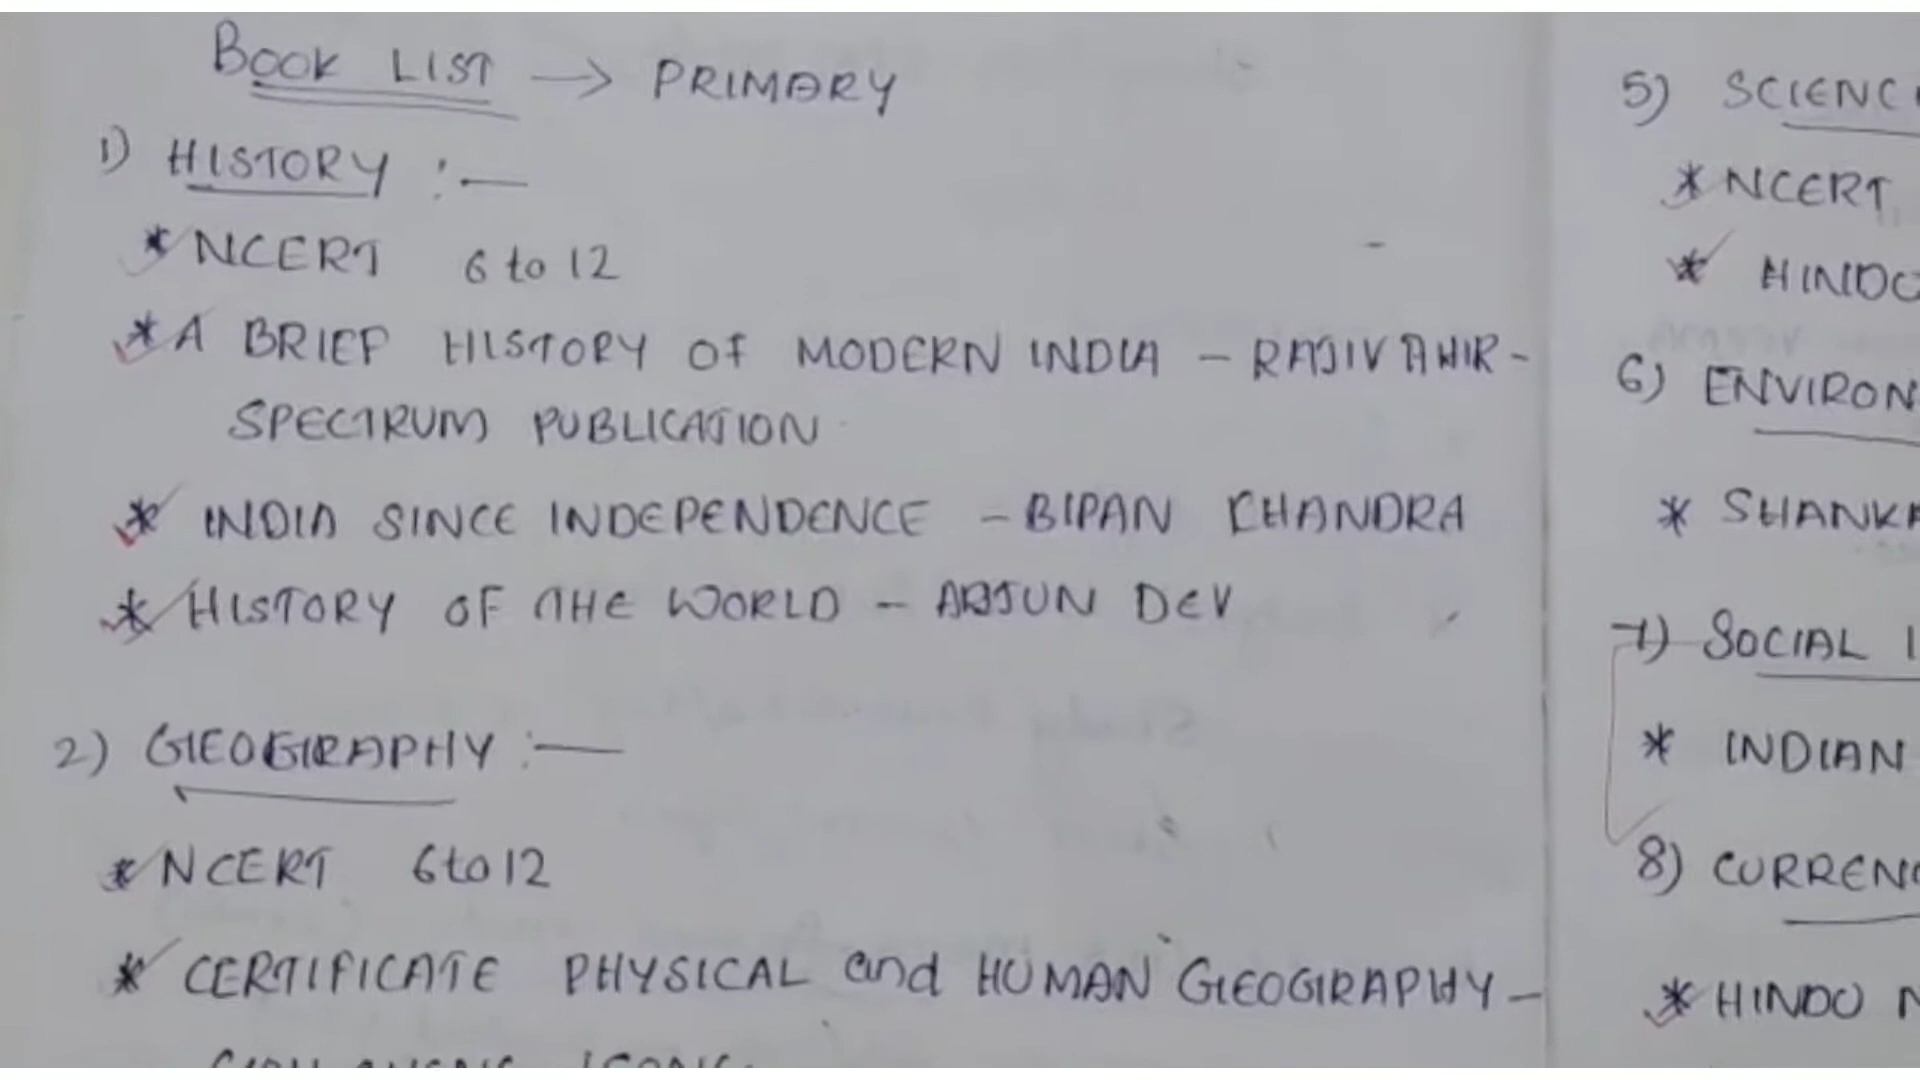 BOOK LIST → PRIMARY
1) HISTORY :—
* NCERT 6 to 12
* A BRIEF HISTORY OF MODERN INDIA – RAJIV AHIR –
SPECTRUM PUBLICATION
* INDIA SINCE INDEPENDENCE – BIPAN CHANDRA
* HISTORY OF THE WORLD – ARJUN DEV
2) GEOGRAPHY :—
* NCERT 6 to 12
* CERTIFICATE PHYSICAL and HUMAN GEOGRAPHY –
5) SCIENC
* NCERT
* HINDU
6) ENVIRON
* SHANKA
7) SOCIAL
* INDIAN
8) CURREN
* HINDU N